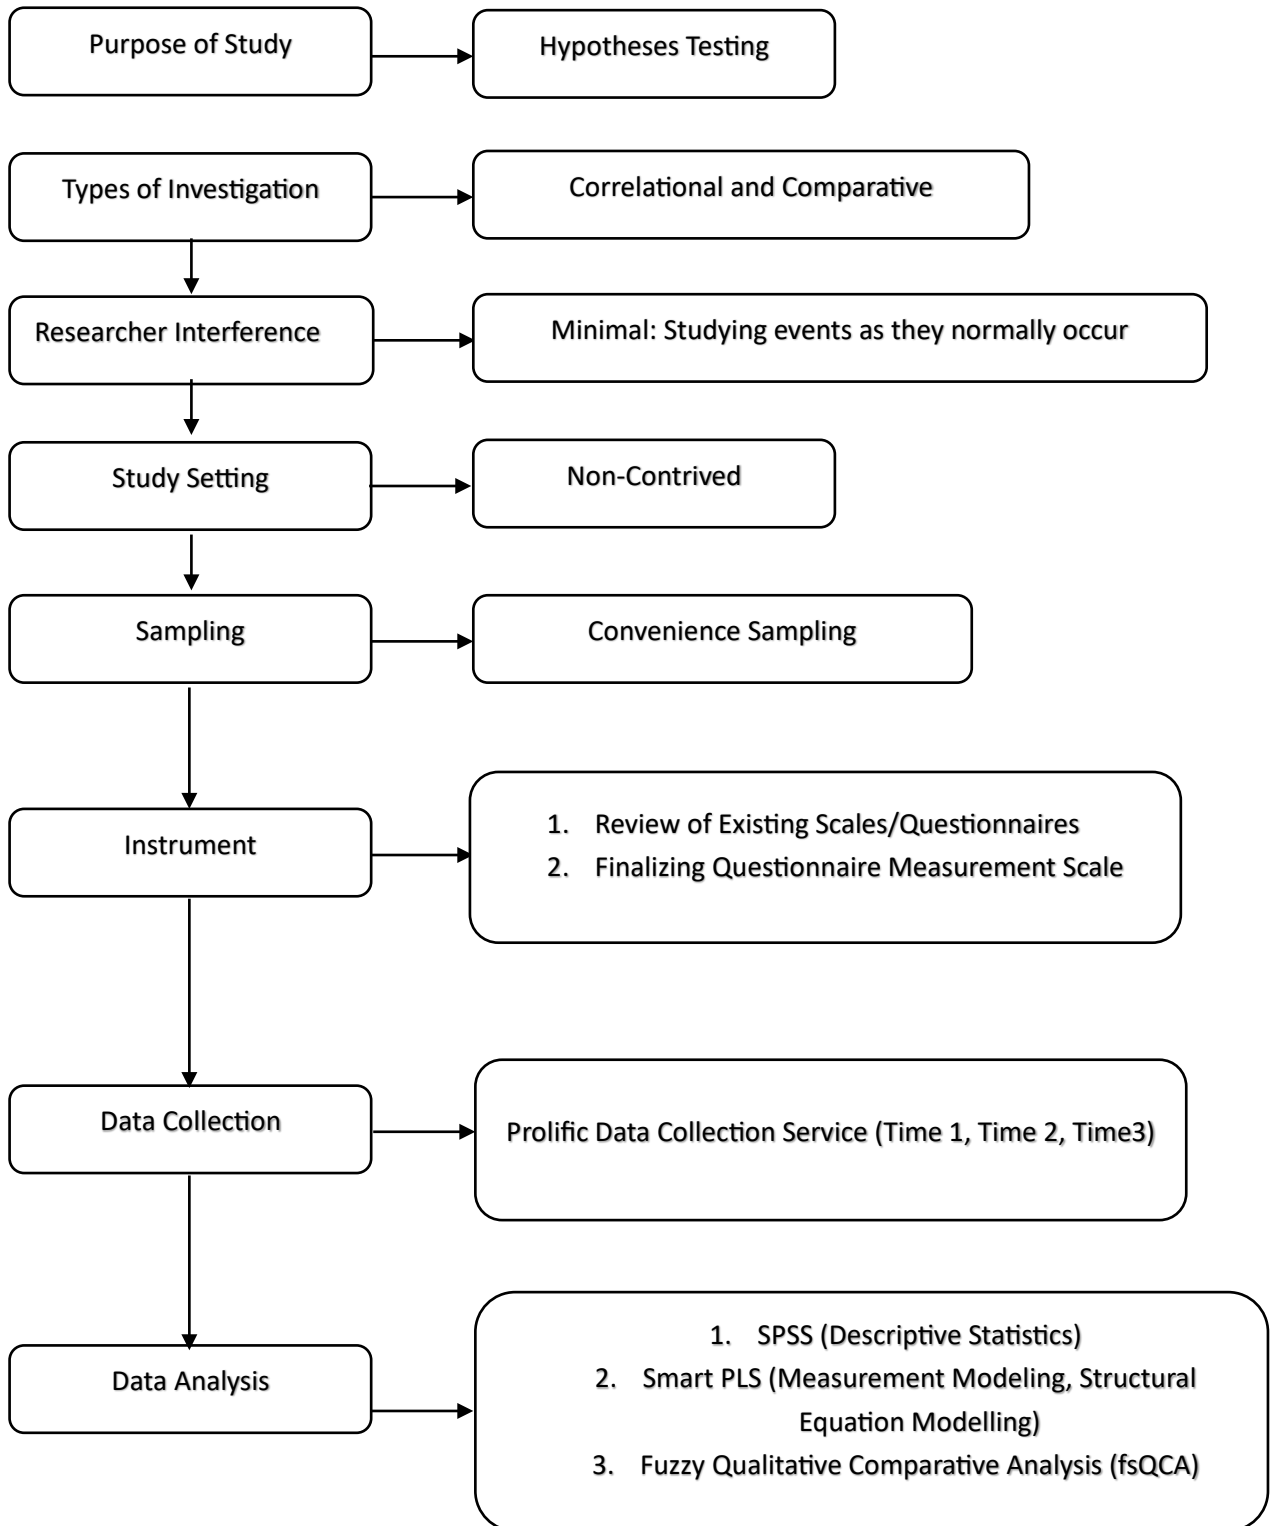 Purpose of Study
Hypotheses Testing
Types of Investigation
Correlational and Comparative
Researcher Interference
Minimal: Studying events as they normally occur
Study Setting
Non-Contrived
Sampling
Convenience Sampling
Instrument
1. Review of Existing Scales/Questionnaires
2. Finalizing Questionnaire Measurement Scale
Data Collection
Prolific Data Collection Service (Time 1, Time 2, Time3)
Data Analysis
1. SPSS (Descriptive Statistics)
2. Smart PLS (Measurement Modeling, Structural
Equation Modelling)
3. Fuzzy Qualitative Comparative Analysis (fsQCA)